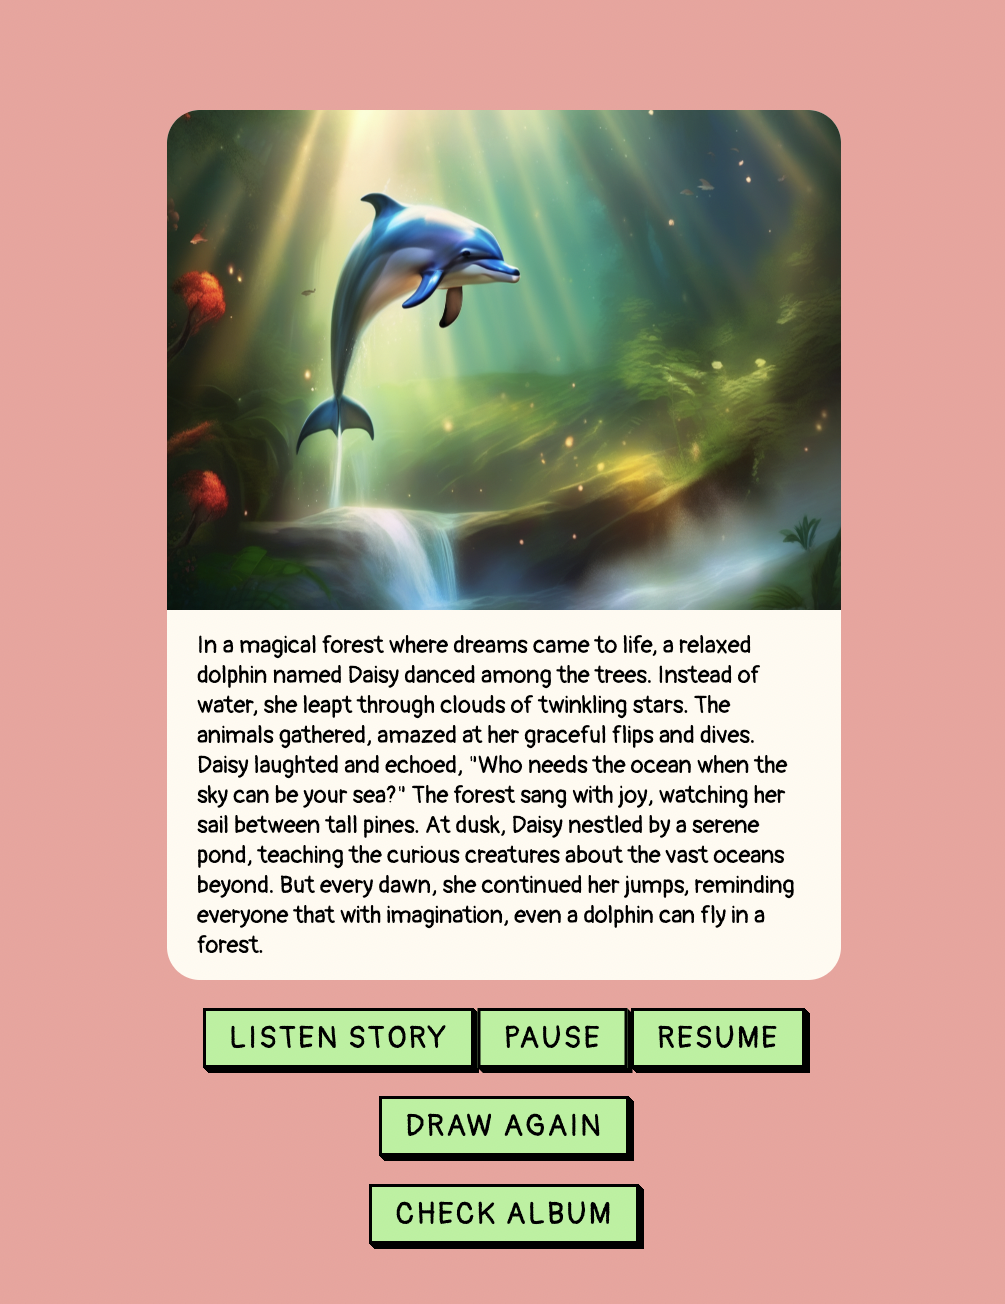 In a magical forest where dreams came to life, a relaxed
dolphin named Daisy danced among the trees. Instead of
water, she leapt through clouds of twinkling stars. The
animals gathered, amazed at her graceful flips and dives.
Daisy laughted and echoed, "Who needs the ocean when the
sky can be your sea?" The forest sang with joy, watching her
sail between tall pines. At dusk, Daisy nestled by a serene
pond, teaching the curious creatures about the vast oceans
beyond. But every dawn, she continued her jumps, reminding
everyone that with imagination, even a dolphin can fly in a
forest.
LISTEN STORY PAUSE RESUME
DRAW AGAIN
CHECK ALBUM